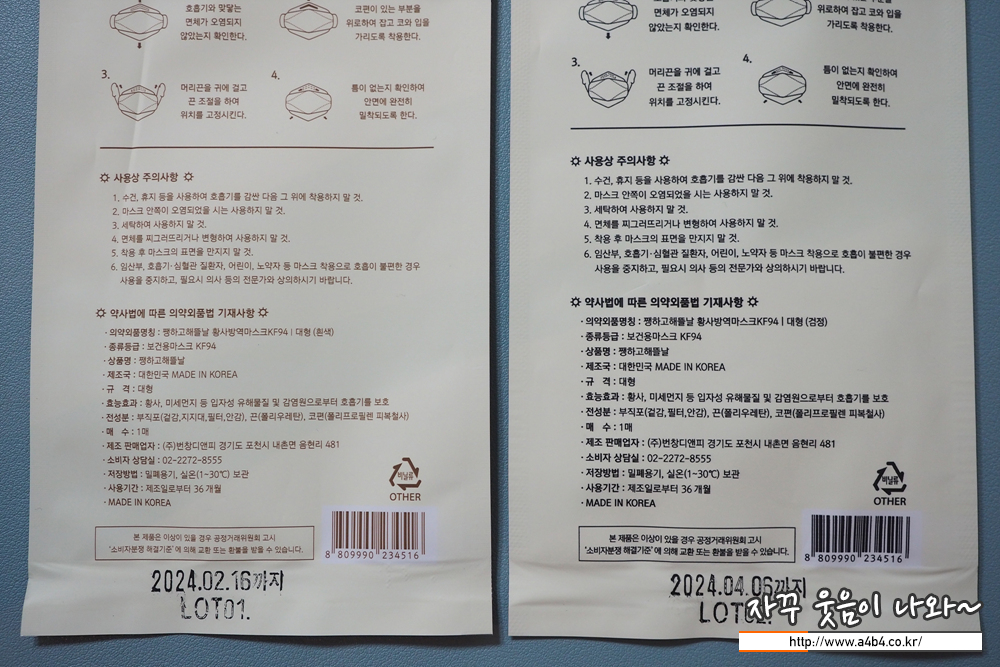 호흡기와 맞닿는
면체가 오염되지
않았는지 확인한다.
코편이 있는 부분을
위로하여 잡고 코와 입을
가리도록 착용한다.
3.
머리끈을 귀에 걸고
끈 조절을 하여
위치를 고정시킨다.
4.
틈이 없는지 확인하여
안면에 완전히
밀착되도록 한다.
사용상 주의사항
1. 수건, 휴지 등을 사용하여 호흡기를 감싼 다음 그 위에 착용하지 말 것.
2. 마스크 안쪽이 오염되었을 시는 사용하지 말 것.
3. 세탁하여 사용하지 말 것.
4. 면체를 찌그러뜨리거나 변형하여 사용하지 말 것.
5. 착용 후 마스크의 표면을 만지지 말 것.
6. 임산부, 호흡기·심혈관 질환자, 어린이, 노약자 등 마스크 착용으로 호흡이 불편한 경우
사용을 중지하고, 필요시 의사 등의 전문가와 상의하시기 바랍니다.
약사법에 따른 의약외품법 기재사항
· 의약외품명칭 : 쨍하고해뜰날 황사방역마스크KF94 | 대형 (흰색)
· 종류등급 : 보건용마스크 KF94
· 상품명 : 쨍하고해뜰날
· 제조국 : 대한민국 MADE IN KOREA
· 규 격 : 대형
· 효능효과 : 황사, 미세먼지 등 입자성 유해물질 및 감염원으로부터 호흡기를 보호
· 전성분 : 부직포(겉감,지지대,필터,안감), 끈(폴리우레탄), 코편(폴리프로필렌 피복철사)
· 매 수 : 1매
· 제조 판매업자 : (주)번창디앤피 경기도 포천시 내촌면 음현리 481
· 소비자 상담실 : 02-2272-8555
· 저장방법 : 밀폐용기, 실온(1~30℃) 보관
· 사용기간 : 제조일로부터 36개월
· MADE IN KOREA
비닐류
OTHER
본 제품은 이상이 있을 경우 공정거래위원회 고시
'소비자분쟁 해결기준' 에 의해 교환 또는 환불을 받을 수 있습니다.
8 809990 234516
2024.02.16까지
LOT01.
면체가 오염되지
않았는지 확인한다.
위로하여 잡고 코와 입을
가리도록 착용한다.
3.
머리끈을 귀에 걸고
끈 조절을 하여
위치를 고정시킨다.
4.
틈이 없는지 확인하여
안면에 완전히
밀착되도록 한다.
사용상 주의사항
1. 수건, 휴지 등을 사용하여 호흡기를 감싼 다음 그 위에 착용하지 말 것.
2. 마스크 안쪽이 오염되었을 시는 사용하지 말 것.
3. 세탁하여 사용하지 말 것.
4. 면체를 찌그러뜨리거나 변형하여 사용하지 말 것.
5. 착용 후 마스크의 표면을 만지지 말 것.
6. 임산부, 호흡기·심혈관 질환자, 어린이, 노약자 등 마스크 착용으로 호흡이 불편한 경우
사용을 중지하고, 필요시 의사 등의 전문가와 상의하시기 바랍니다.
약사법에 따른 의약외품법 기재사항
· 의약외품명칭 : 쨍하고해뜰날 황사방역마스크KF94 | 대형 (검정)
· 종류등급 : 보건용마스크 KF94
· 상품명 : 쨍하고해뜰날
· 제조국 : 대한민국 MADE IN KOREA
· 규 격 : 대형
· 효능효과 : 황사, 미세먼지 등 입자성 유해물질 및 감염원으로부터 호흡기를 보호
· 전성분 : 부직포(겉감,지지대,필터,안감), 끈(폴리우레탄), 코편(폴리프로필렌 피복철사)
· 매 수 : 1매
· 제조 판매업자 : (주)번창디앤피 경기도 포천시 내촌면 음현리 481
· 소비자 상담실 : 02-2272-8555
· 저장방법 : 밀폐용기, 실온(1~30℃) 보관
· 사용기간 : 제조일로부터 36개월
· MADE IN KOREA
비닐류
OTHER
본 제품은 이상이 있을 경우 공정거래위원회 고시
'소비자분쟁 해결기준' 에 의해 교환 또는 환불을 받을 수 있습니다.
8 809990 234516
2024.04.06까지
자꾸 웃음이 나와~
http://www.a4b4.co.kr/